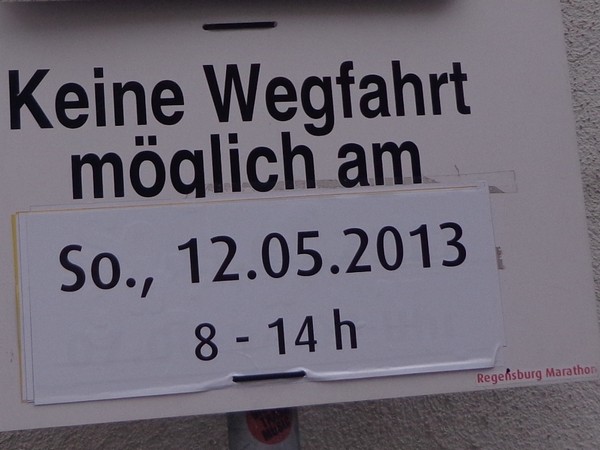 Keine Wegfahrt
möglich am
So., 12.05.2013
8 - 14 h
Regensburg Marathon